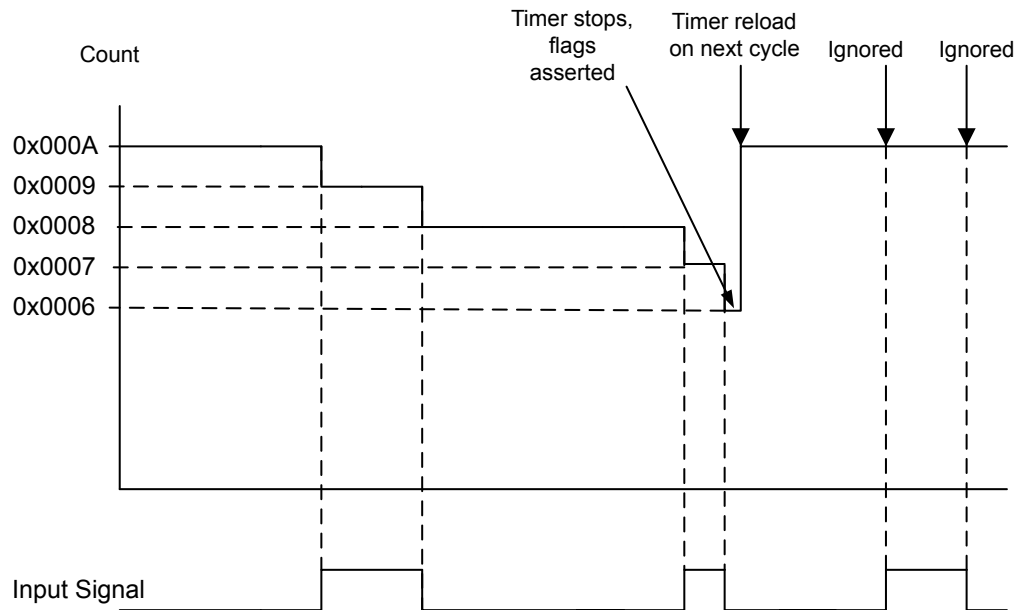 Count
Timer stops,
flags
asserted
Timer reload
on next cycle
Ignored
Ignored
0x000A
0x0009
0x0008
0x0007
0x0006
Input Signal